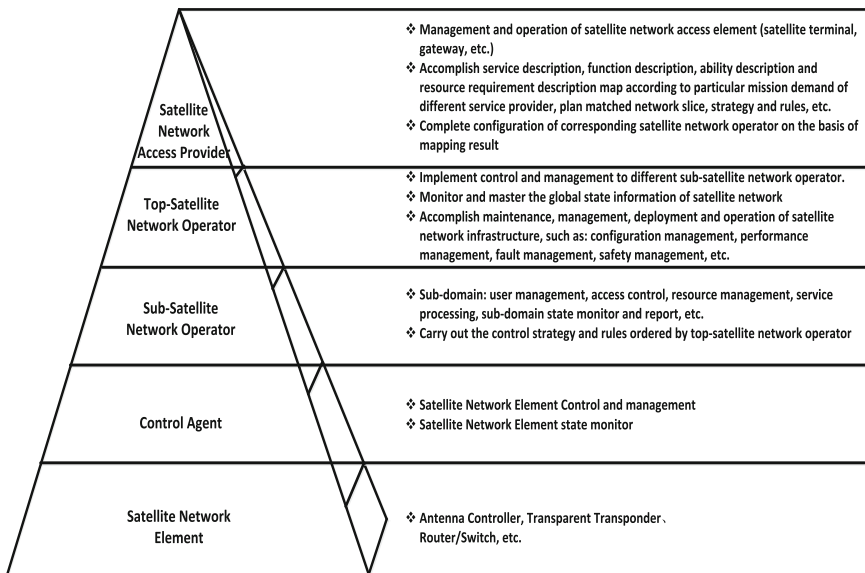 Satellite
Network
Access Provider
❖ Management and operation of satellite network access element (satellite terminal,
gateway, etc.)
❖ Accomplish service description, function description, ability description and
resource requirement description map according to particular mission demand of
different service provider, plan matched network slice, strategy and rules, etc.
❖ Complete configuration of corresponding satellite network operator on the basis of
mapping result
Top-Satellite
Network Operator
❖ Implement control and management to different sub-satellite network operator.
❖ Monitor and master the global state information of satellite network
❖ Accomplish maintenance, management, deployment and operation of satellite
network infrastructure, such as: configuration management, performance
management, fault management, safety management, etc.
Sub-Satellite
Network Operator
❖ Sub-domain: user management, access control, resource management, service
processing, sub-domain state monitor and report, etc.
❖ Carry out the control strategy and rules ordered by top-satellite network operator
Control Agent
❖ Satellite Network Element Control and management
❖ Satellite Network Element state monitor
Satellite Network
Element
❖ Antenna Controller, Transparent Transponder、
Router/Switch, etc.